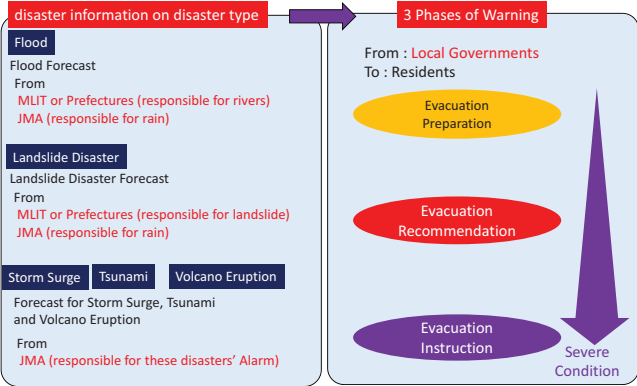 disaster information on disaster type
Flood
Flood Forecast
From
MLIT or Prefectures (responsible for rivers)
JMA (responsible for rain)
Landslide Disaster
Landslide Disaster Forecast
From
MLIT or Prefectures (responsible for landslide)
JMA (responsible for rain)
Storm Surge
Tsunami
Volcano Eruption
Forecast for Storm Surge, Tsunami
and Volcano Eruption
From
JMA (responsible for these disasters' Alarm)
3 Phases of Warning
From : Local Governments
To : Residents
Evacuation
Preparation
Evacuation
Recommendation
Evacuation
Instruction
Severe
Condition